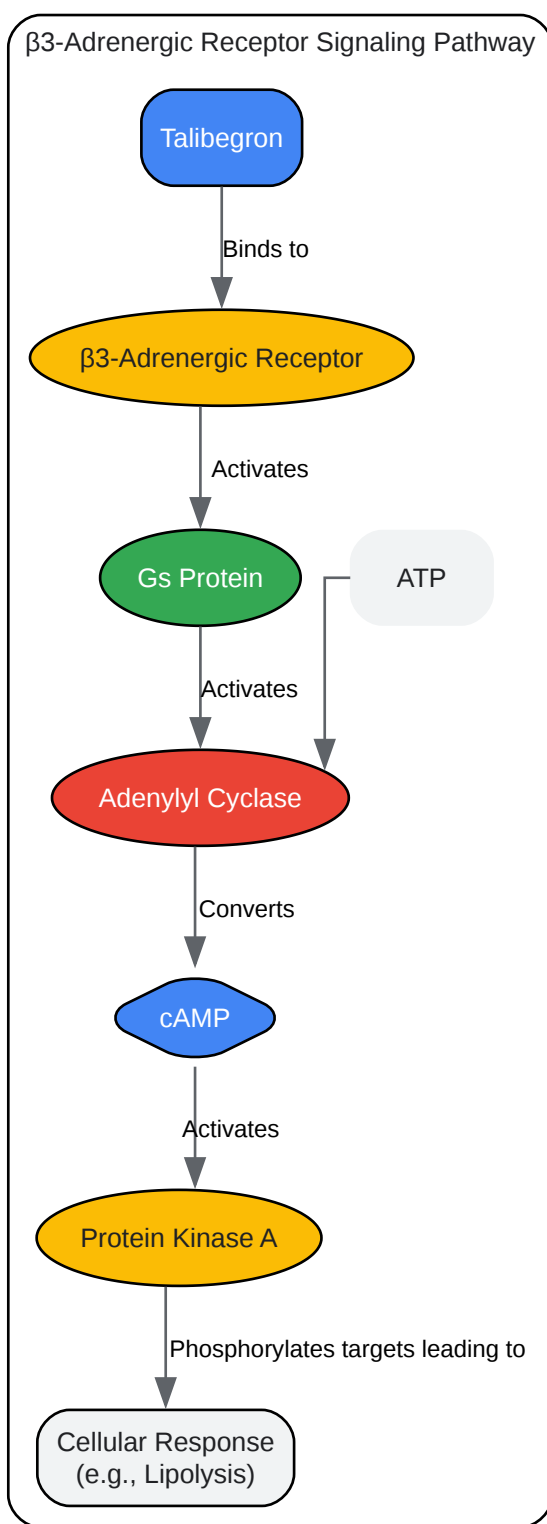 β3-Adrenergic Receptor Signaling Pathway
Talibegron
Binds to
β3-Adrenergic Receptor
Activates
Gs Protein
ATP
Activates
Adenylyl Cyclase
Converts
cAMP
Activates
Protein Kinase A
Phosphorylates targets leading to
Cellular Response
(e.g., Lipolysis)